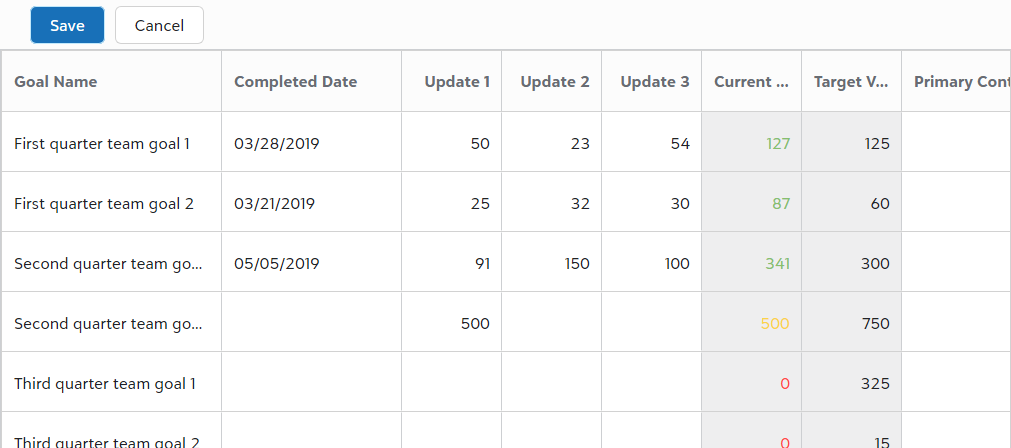 Save Cancel
Goal Name Completed Date Update 1 Update 2 Update 3 Current ... Target V... Primary Cont
First quarter team goal 1 03/28/2019 50 23 54 127 125
First quarter team goal 2 03/21/2019 25 32 30 87 60
Second quarter team go... 05/05/2019 91 150 100 341 300
Second quarter team go... 500 500 750
Third quarter team goal 1 0 325
Third quarter team goal 2 0 15